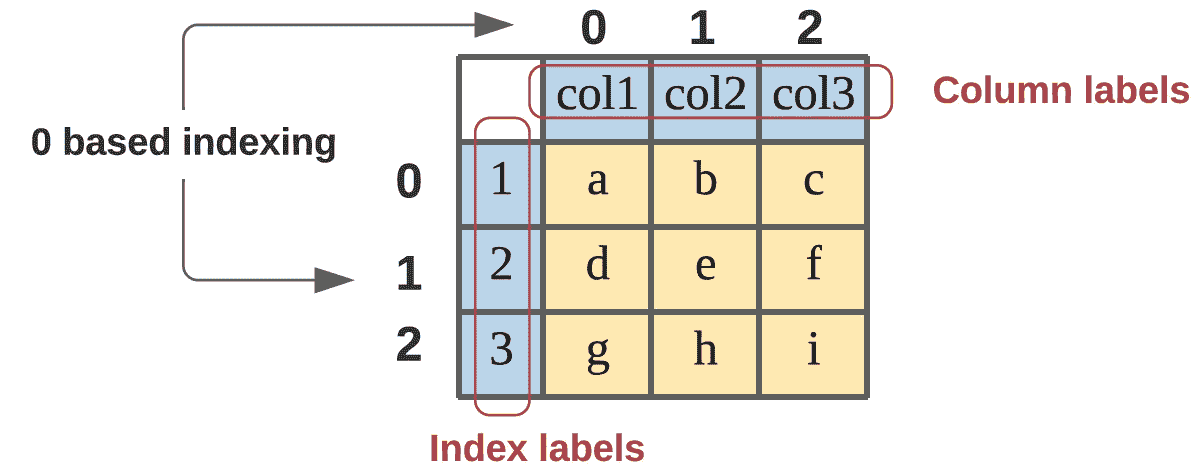 0 1 2
col1 col2 col3 Column labels
0 based indexing
0 1 a b c
1 2 d e f
2 3 g h i
Index labels